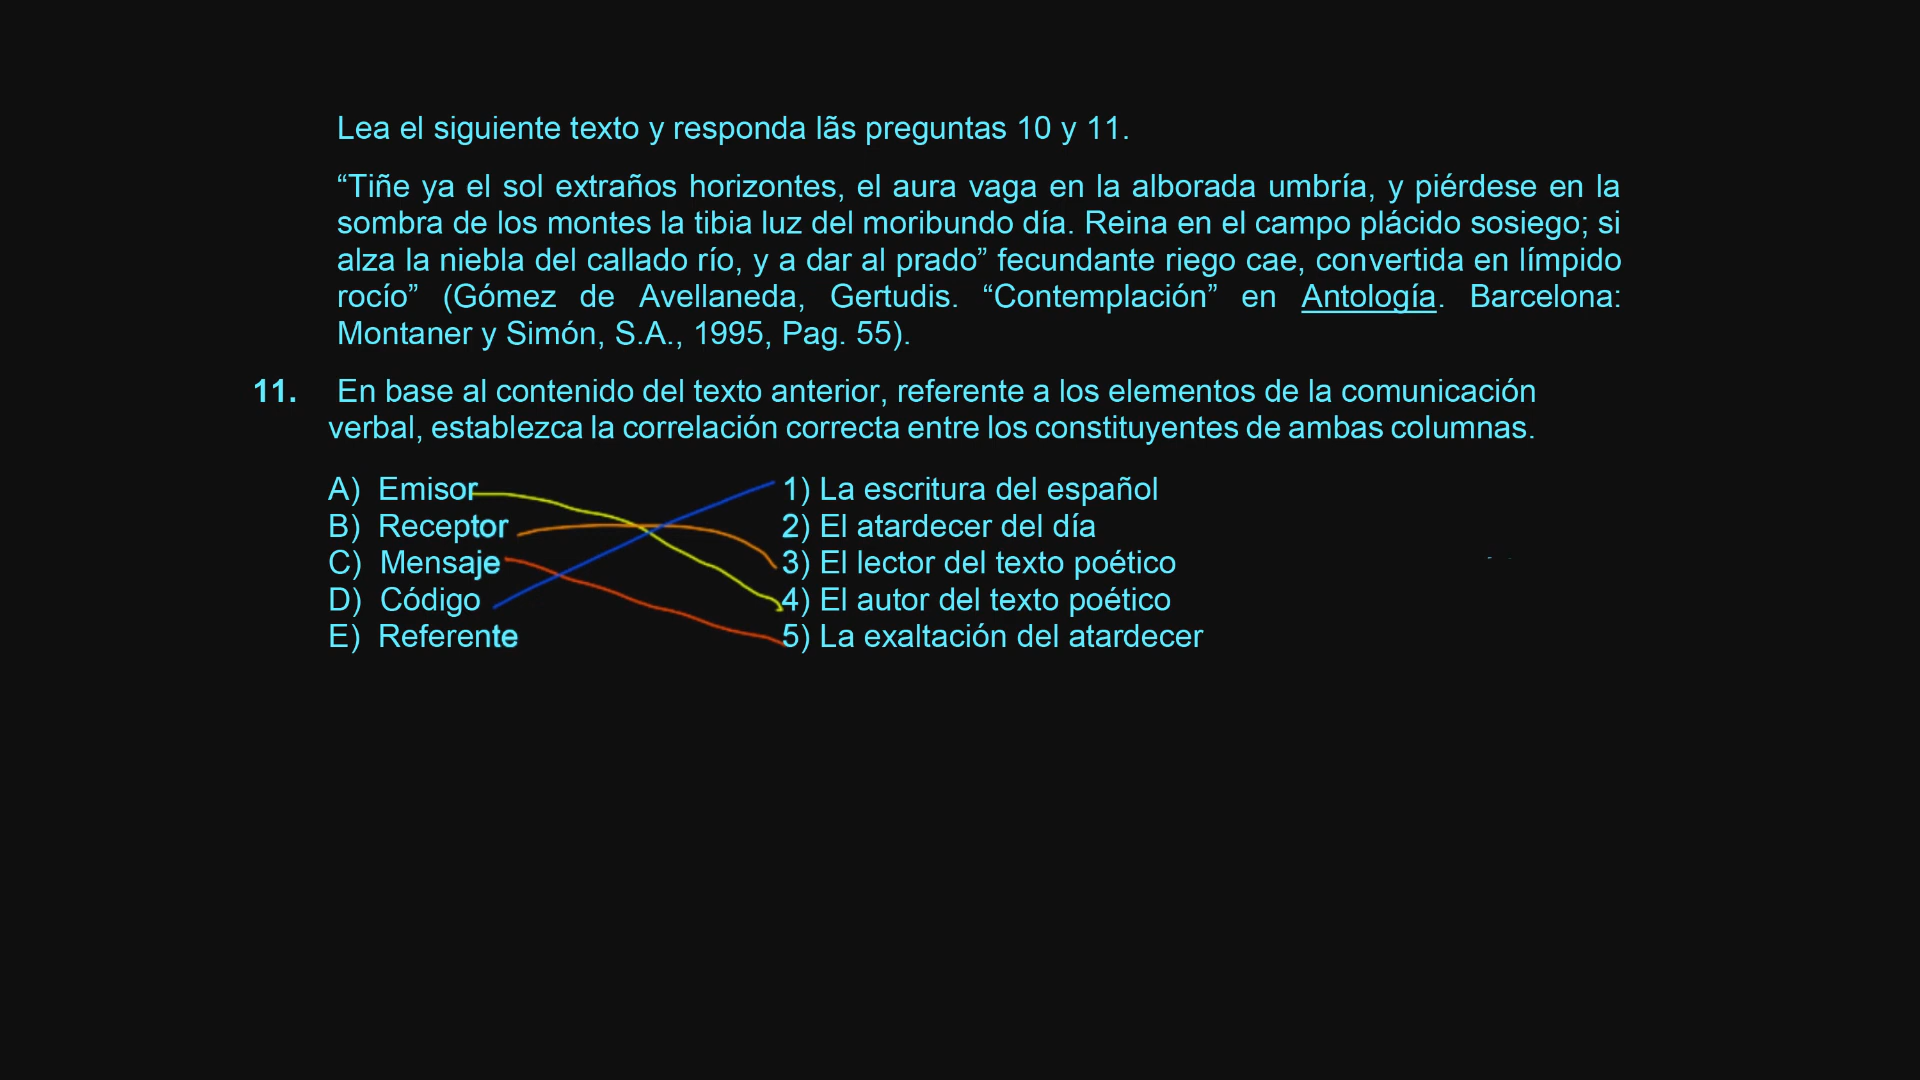 Lea el siguiente texto y responda lãs preguntas 10 y 11.
“Tiñe ya el sol extraños horizontes, el aura vaga en la alborada umbría, y piérdese en la
sombra de los montes la tibia luz del moribundo día. Reina en el campo plácido sosiego; si
alza la niebla del callado río, y a dar al prado” fecundante riego cae, convertida en límpido
rocío” (Gómez de Avellaneda, Gertudis. “Contemplación” en Antología. Barcelona:
Montaner y Simón, S.A., 1995, Pag. 55).
11. En base al contenido del texto anterior, referente a los elementos de la comunicación
verbal, establezca la correlación correcta entre los constituyentes de ambas columnas.
A) Emisor 1) La escritura del español
B) Receptor 2) El atardecer del día
C) Mensaje 3) El lector del texto poético
D) Código 4) El autor del texto poético
E) Referente 5) La exaltación del atardecer